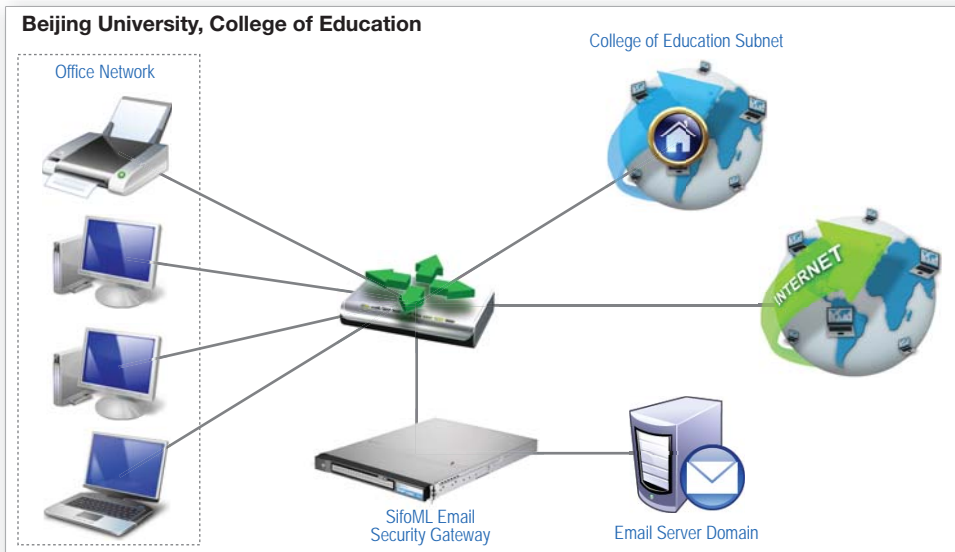 Beijing University, College of Education
Office Network
College of Education Subnet
INTERNET
SifoML Email
Security Gateway
Email Server Domain